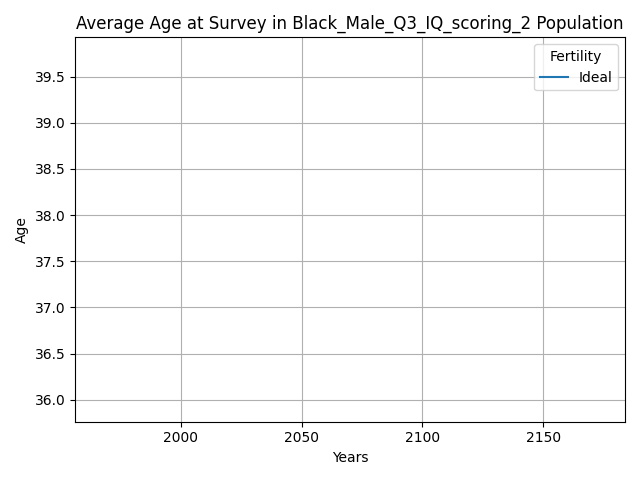 Average Age at Survey in Black_Male_Q3_IQ_scoring_2 Population
Fertility
Ideal
39.5
39.0
38.5
38.0
37.5
37.0
36.5
36.0
Age
2000 2050 2100 2150
Years